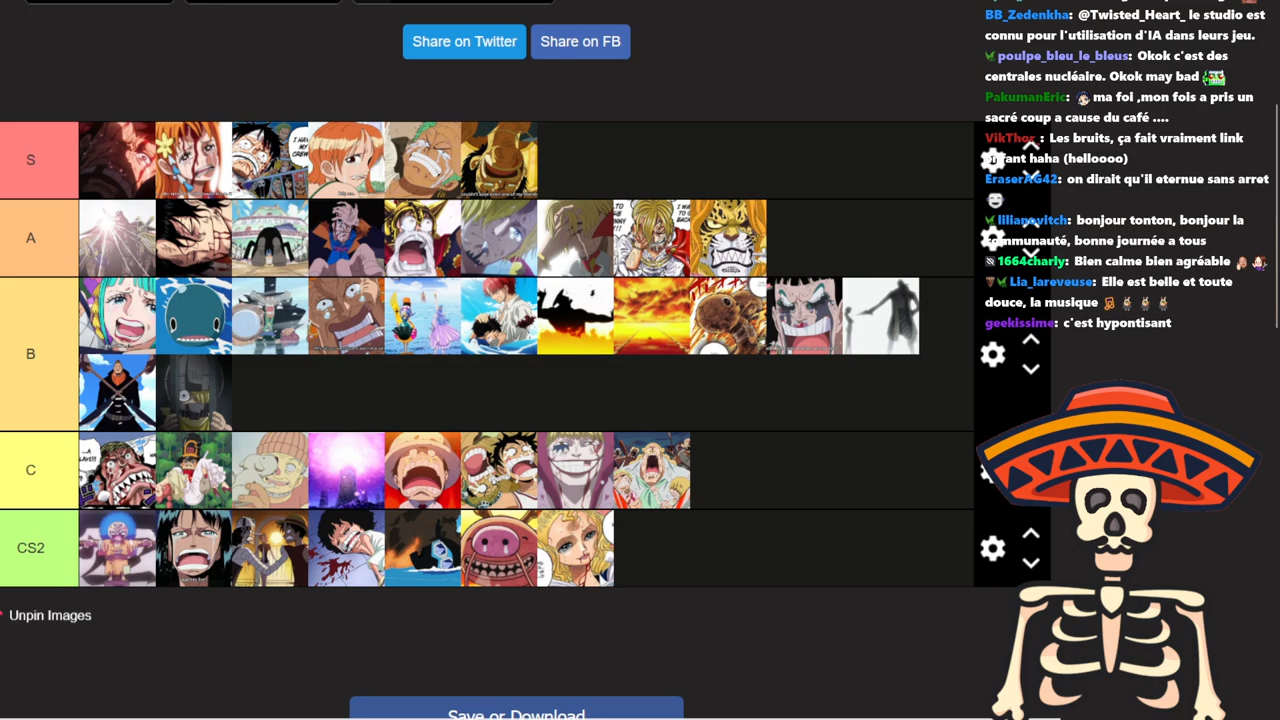 Share on Twitter
Share on FB
S
A
B
C
CS2
* Unpin Images
Save or Download
BB_Zedenkha: @Twisted_Heart_ le studio est
connu pour l'utilisation d'IA dans leurs jeu.
poulpe_bleu_le_bleus: Okok c'est des
centrales nucléaire. Okok may bad
PakumanEric: ma foi ,mon fois a pris un
sacré coup a cause du café ....
VikThor_: Les bruits, ça fait vraiment link
enfant haha (helloooo)
EraserAG42: on dirait qu'il eternue sans arret
lilianovitch: bonjour tonton, bonjour la
communauté, bonne journée a tous
1664charly: Bien calme bien agréable
Lia_lareveuse: Elle est belle et toute
douce, la musique
geekissime: c'est hypontisant